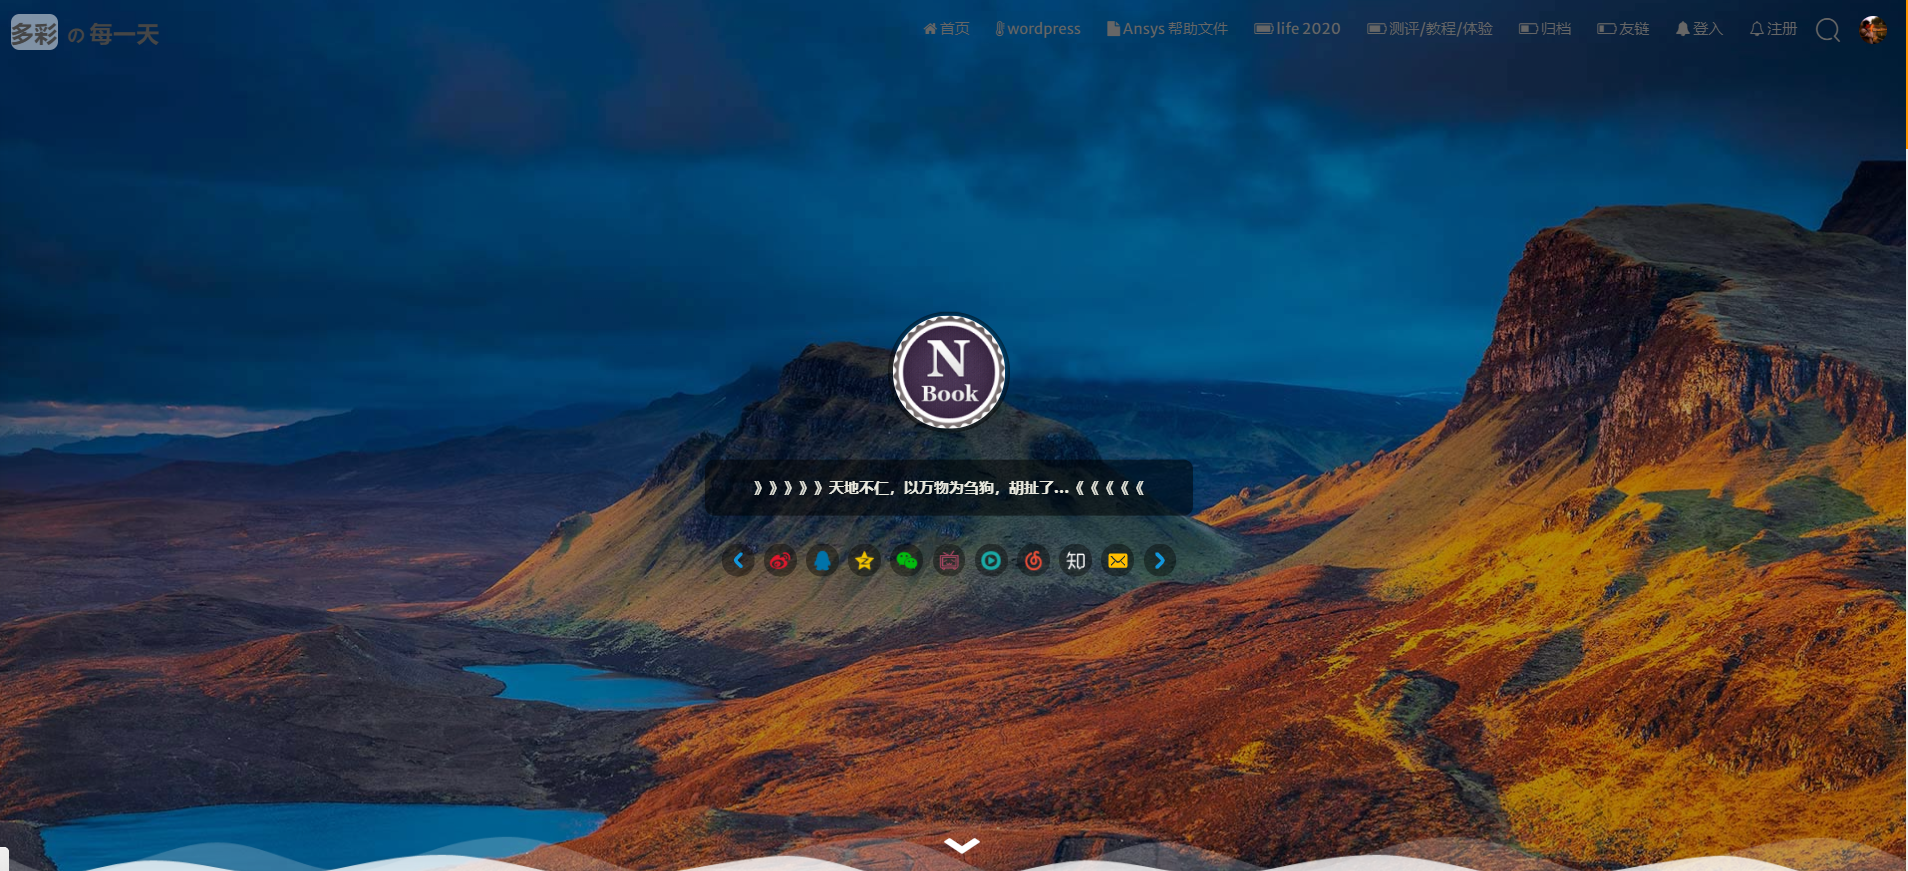 多彩 の 每一天
首页 wordpress Ansys 帮助文件 life 2020 测评/教程/体验 归档 友链 登入 注册
N
Book
》》》》》天地不仁，以万物为刍狗，胡扯了...《《《《《
知